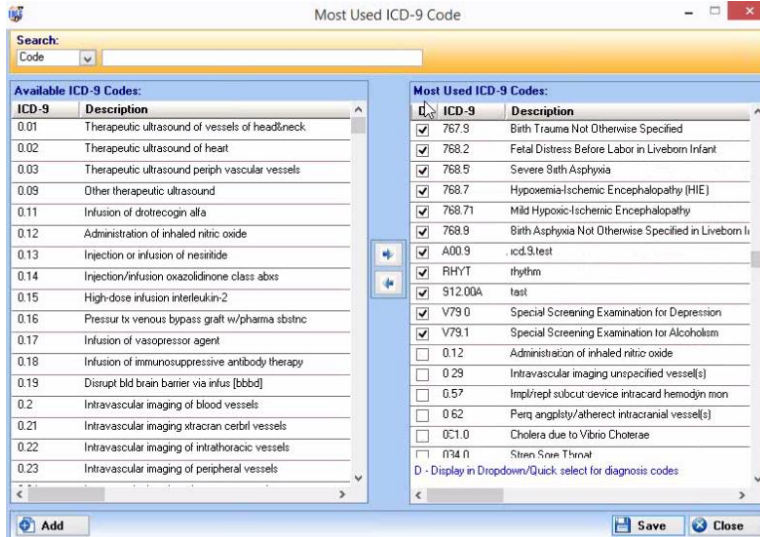 Most Used ICD-9 Code
Search:
Code
Available ICD-9 Codes:
ICD-9 Description
0.01 Therapeutic ultrasound of vessels of head&neck
0.02 Therapeutic ultrasound of heart
0.03 Therapeutic ultrasound periph vascular vessels
0.09 Other therapeutic ultrasound
0.11 Infusion of drotrecogin alfa
0.12 Administration of inhaled nitric oxide
0.13 Injection or infusion of nesiritide
0.14 Injection/infusion oxazolidinone class abxs
0.15 High-dose infusion interleukin-2
0.16 Pressur tx venous bypass graft w/pharma sbstnc
0.17 Infusion of vasopressor agent
0.18 Infusion of immunosuppressive antibody therapy
0.19 Disrupt bld brain barrier via infus [bbbd]
0.2 Intravascular imaging of blood vessels
0.21 Intravascular imaging xtracran cerbrl vessels
0.22 Intravascular imaging of intrathoracic vessels
0.23 Intravascular imaging of peripheral vessels
Most Used ICD-9 Codes:
D ICD-9 Description
767.9 Birth Trauma Not Otherwise Specified
768.2 Fetal Distress Before Labor in Liveborn Infant
768.5 Severe Birth Asphyxia
768.7 Hypoxemia-Ischemic Encephalopathy (HIE)
768.71 Mild Hypoxic-Ischemic Encephalopathy
768.9 Birth Asphyxia Not Otherwise Specified in Liveborn
A00.9 .icd.9.test
RHYT rhythm
912.00A test
V79.0 Special Screening Examination for Depression
V79.1 Special Screening Examination for Alcoholism
0.12 Administration of inhaled nitric oxide
0.29 Intravascular imaging unspecified vessel(s)
0.57 Impl/repl subcut device intracard hemodyn mon
0.62 Perq angplsty/atherect intracranial vessel(s)
001.0 Cholera due to Vibrio Cholerae
034.0 Strep Sore Throat
D - Display in Dropdown/Quick select for diagnosis codes
Add
Save
Close